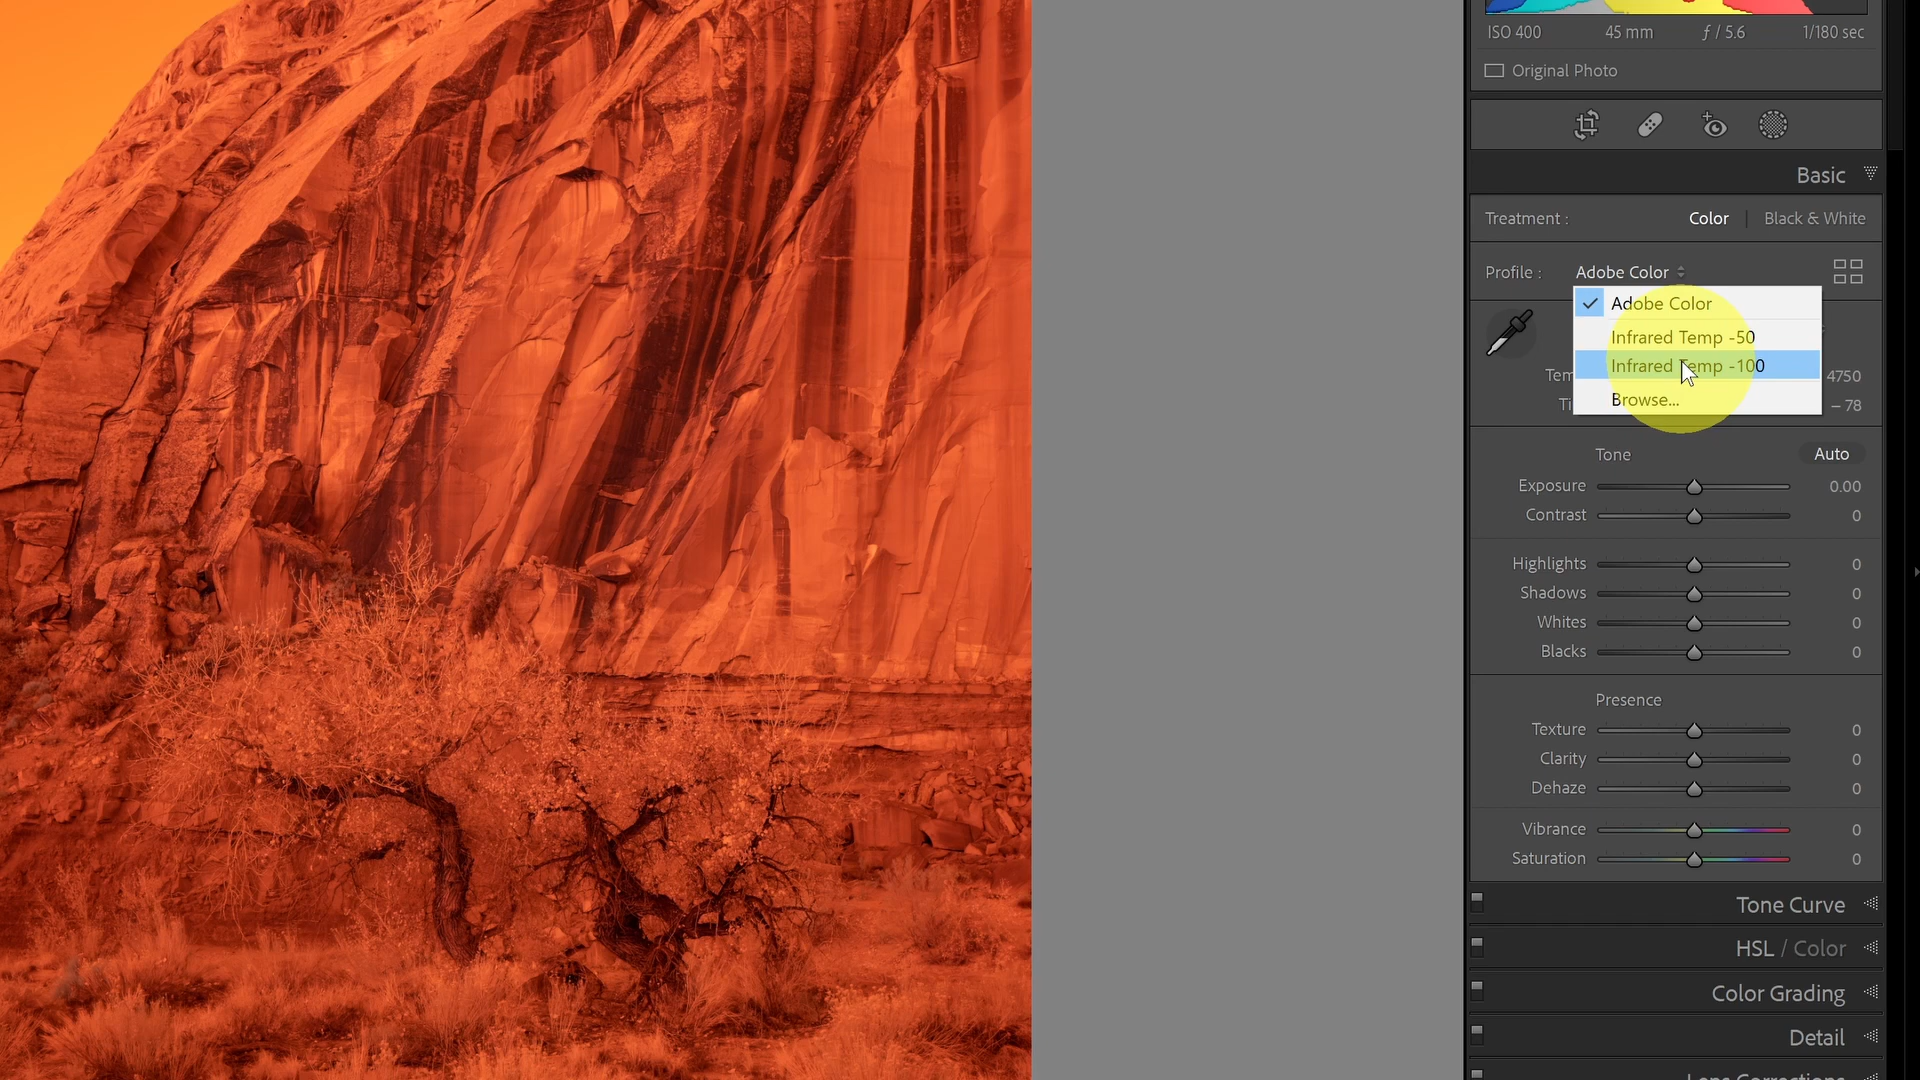 ISO 400 45 mm ƒ / 5.6 1/180 sec
Original Photo
Basic
Treatment : Color | Black & White
Profile : Adobe Color
Adobe Color
Infrared Temp -50
Infrared Temp -100
Browse...
Tem 4750
Ti – 78
Tone Auto
Exposure 0.00
Contrast 0
Highlights 0
Shadows 0
Whites 0
Blacks 0
Presence
Texture 0
Clarity 0
Dehaze 0
Vibrance 0
Saturation 0
Tone Curve
HSL / Color
Color Grading
Detail
Lens Corrections